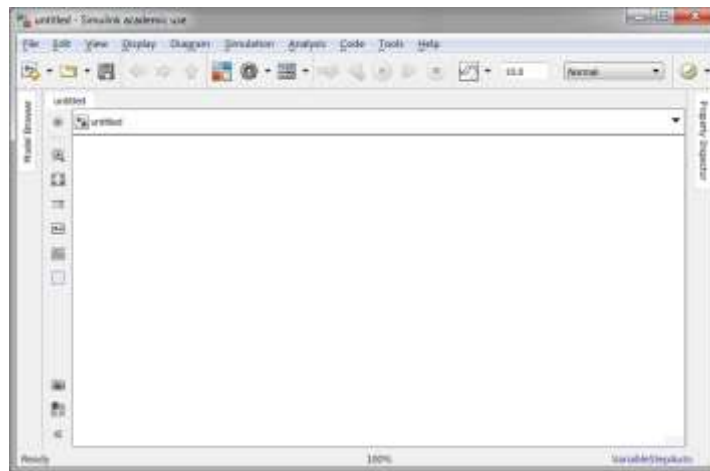 untitled - Simulink academic use
File Edit View Display Diagram Simulation Analysis Code Tools Help
10.0 Normal
untitled
untitled
Model Browser
Property Inspector
Ready 100% VariableStepAuto